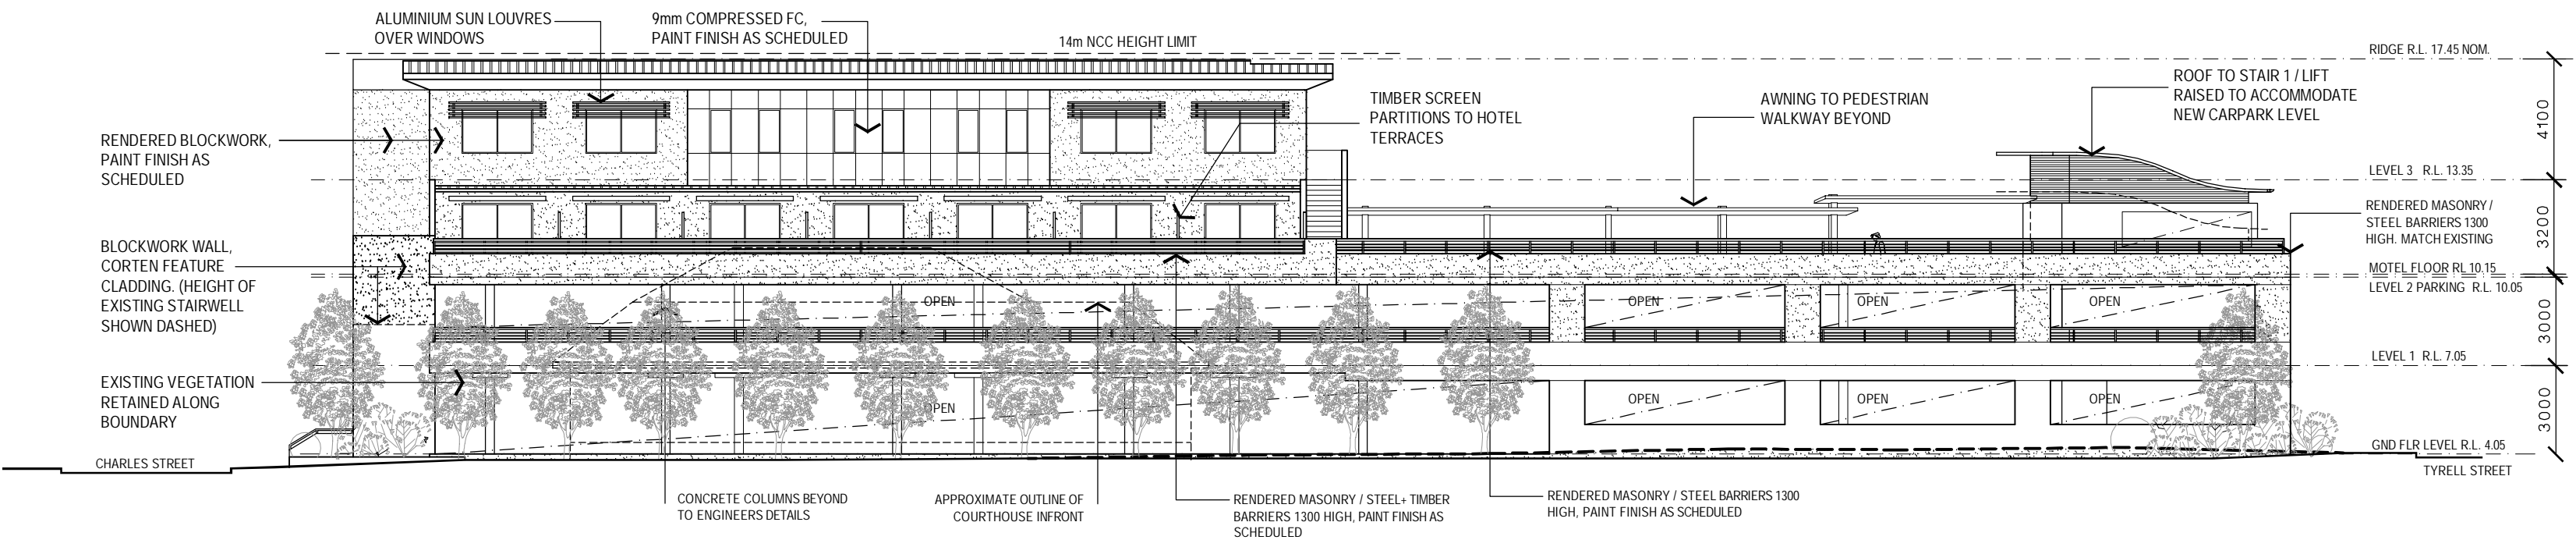 ALUMINIUM SUN LOUVRES
OVER WINDOWS
9mm COMPRESSED FC,
PAINT FINISH AS SCHEDULED
14m NCC HEIGHT LIMIT
RIDGE R.L. 17.45 NOM.
ROOF TO STAIR 1 / LIFT
RAISED TO ACCOMMODATE
NEW CARPARK LEVEL
TIMBER SCREEN
PARTITIONS TO HOTEL
TERRACES
AWNING TO PEDESTRIAN
WALKWAY BEYOND
4100
RENDERED BLOCKWORK,
PAINT FINISH AS
SCHEDULED
LEVEL 3 R.L. 13.35
RENDERED MASONRY /
STEEL BARRIERS 1300
HIGH. MATCH EXISTING
3200
BLOCKWORK WALL,
CORTEN FEATURE
CLADDING. (HEIGHT OF
EXISTING STAIRWELL
SHOWN DASHED)
MOTEL FLOOR RL 10.15
LEVEL 2 PARKING R.L. 10.05
OPEN
OPEN
OPEN
OPEN
3000
LEVEL 1 R.L. 7.05
EXISTING VEGETATION
RETAINED ALONG
BOUNDARY
OPEN
OPEN
OPEN
OPEN
3000
GND FLR LEVEL R.L. 4.05
CHARLES STREET
TYRELL STREET
CONCRETE COLUMNS BEYOND
TO ENGINEERS DETAILS
APPROXIMATE OUTLINE OF
COURTHOUSE INFRONT
RENDERED MASONRY / STEEL+ TIMBER
BARRIERS 1300 HIGH, PAINT FINISH AS
SCHEDULED
RENDERED MASONRY / STEEL BARRIERS 1300
HIGH, PAINT FINISH AS SCHEDULED